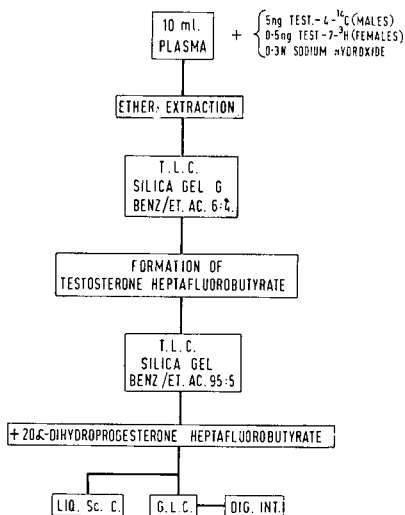 10 ml.
PLASMA
+
5ng TEST.-4-¹⁴C (MALES)
0·5ng TEST-7-³H (FEMALES)
0·3N SODIUM HYDROXIDE
ETHER. EXTRACTION
T.L.C.
SILICA GEL G
BENZ/ET. AC. 6:4.
FORMATION OF
TESTOSTERONE HEPTAFLUOROBUTYRATE
T.L.C.
SILICA GEL
BENZ/ET. AC. 95:5
+ 20α-DIHYDROPROGESTERONE HEPTAFLUOROBUTYRATE
LIQ. Sc. C.
G.L.C.
DIG. INT.